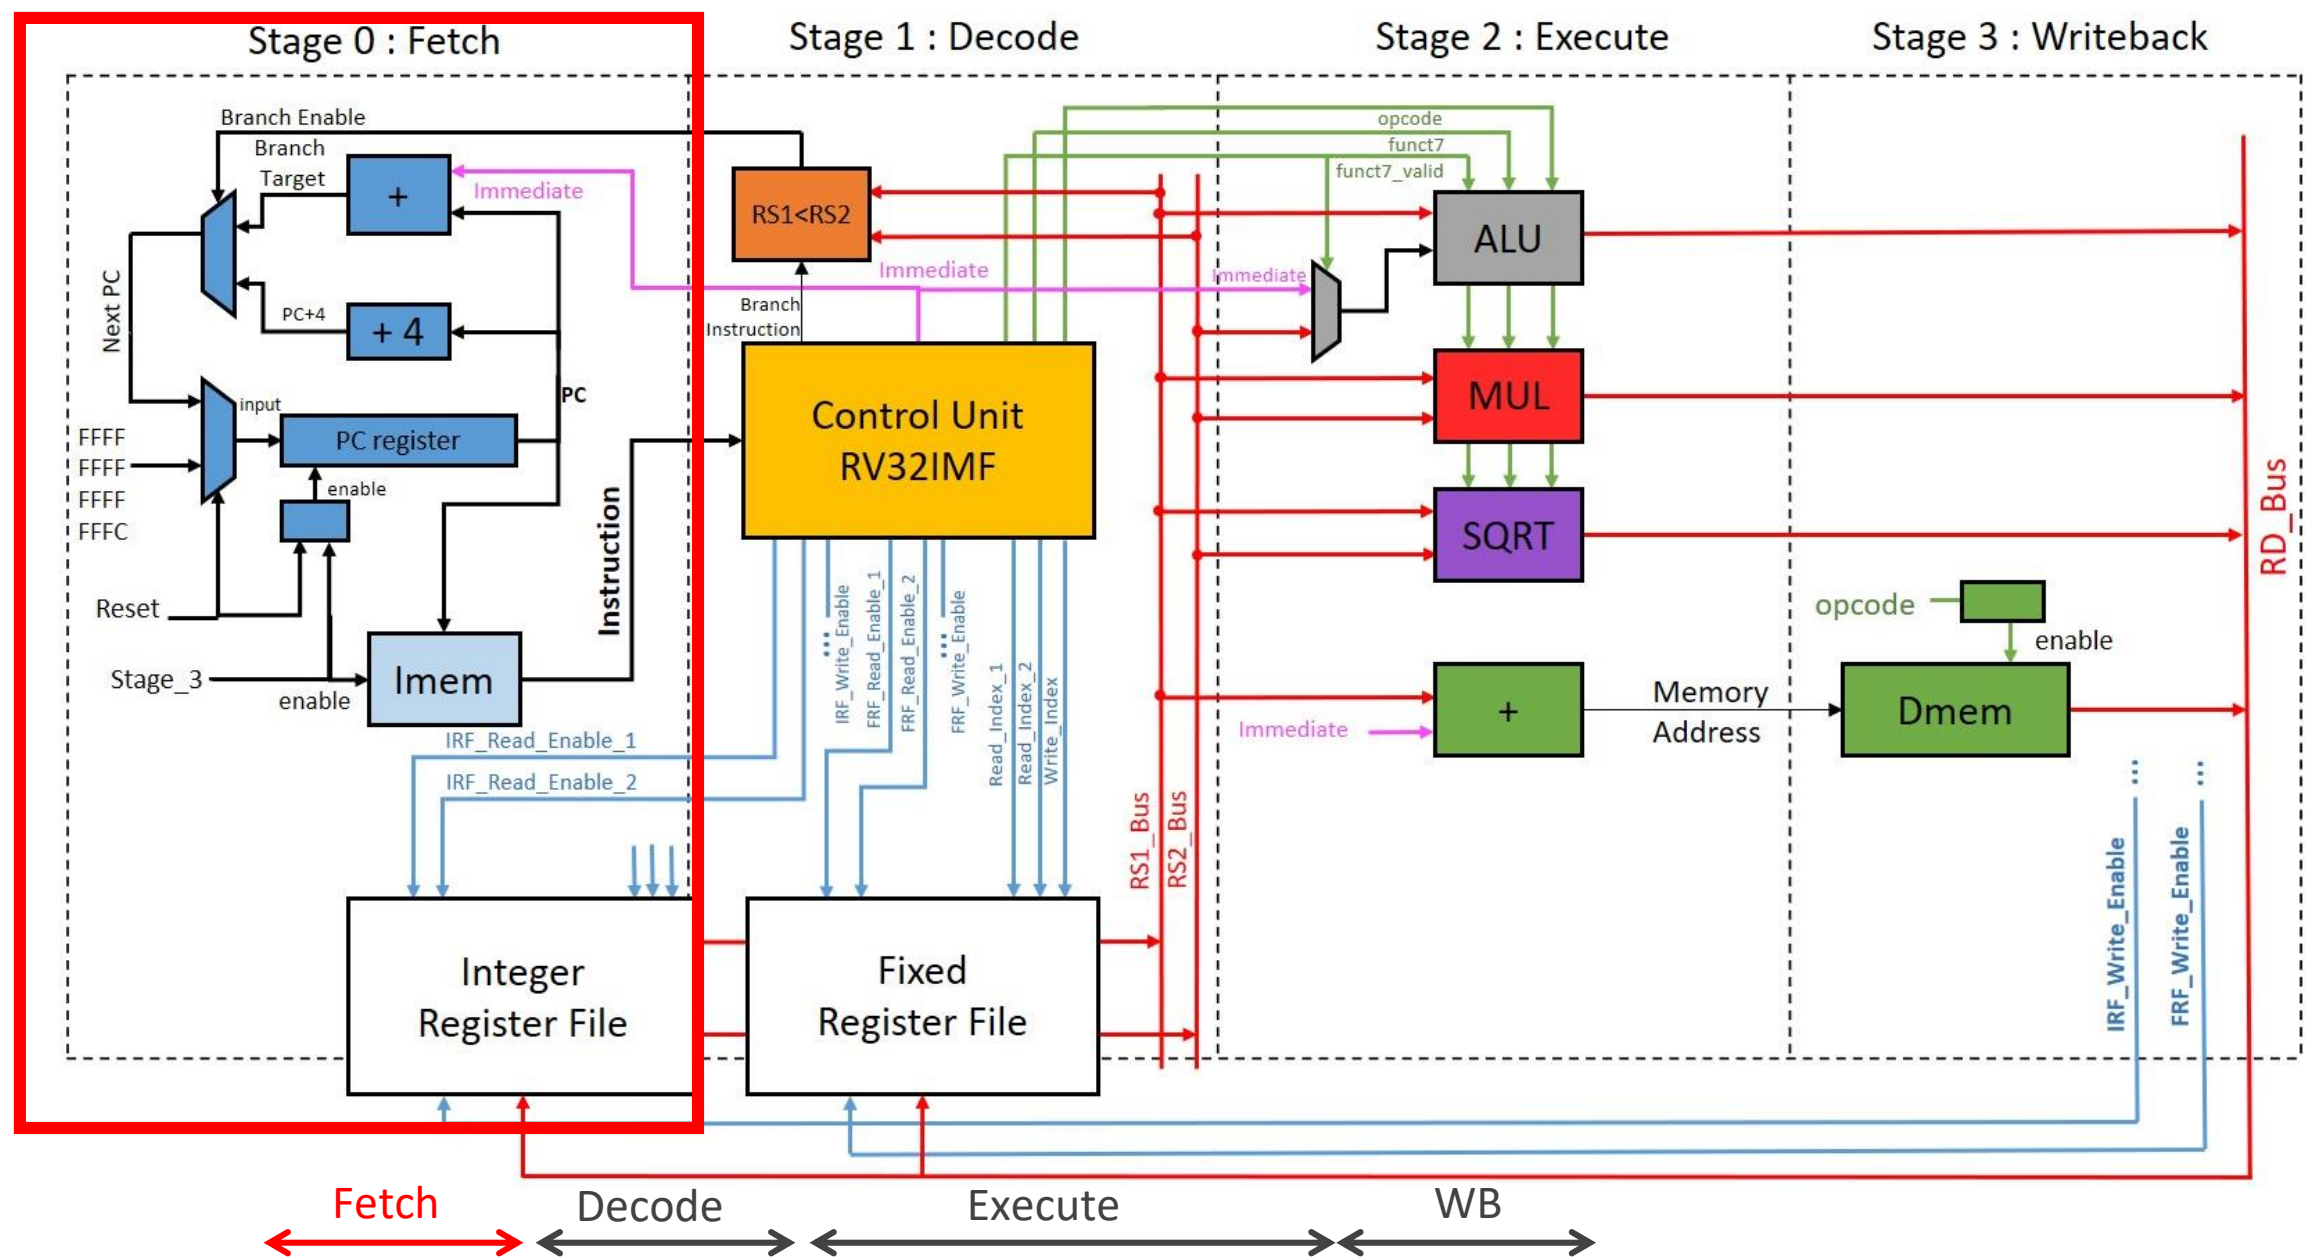 Stage 0 : Fetch
Stage 1 : Decode
Stage 2 : Execute
Stage 3 : Writeback
Branch Enable
Branch
Target
+
Immediate
Next PC
PC+4
+ 4
PC
input
PC register
FFFF
FFFF
FFFF
FFFC
enable
Reset
Stage_3
enable
Imem
Instruction
IRF_Read_Enable_1
IRF_Read_Enable_2
Integer
Register File
RS1<RS2
Immediate
Branch
Instruction
Control Unit
RV32IMF
IRF_Write_Enable
...
FRF_Read_Enable_1
FRF_Read_Enable_2
FRF_Write_Enable
...
Read_Index_1
Read_Index_2
Write_Index
Fixed
Register File
RS1_Bus
RS2_Bus
opcode
funct7
funct7_valid
Immediate
ALU
MUL
SQRT
Immediate
+
Memory
Address
opcode
enable
Dmem
RD_Bus
IRF_Write_Enable
...
FRF_Write_Enable
...
Fetch
Decode
Execute
WB